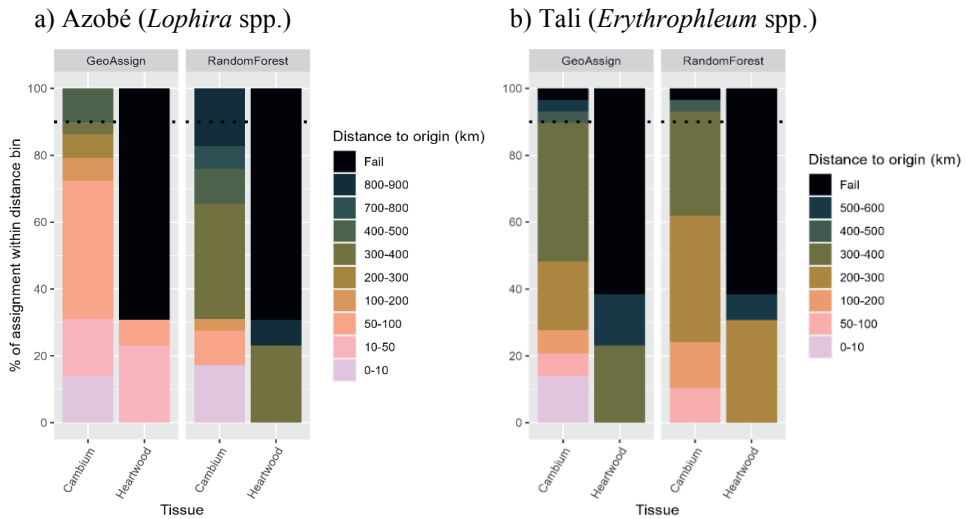 a) Azobé (Lophira spp.)
GeoAssign
RandomForest
% of assignment within distance bin
100
80
60
40
20
0
Cambium
Heartwood
Cambium
Heartwood
Tissue
Distance to origin (km)
Fail
800-900
700-800
400-500
300-400
200-300
100-200
50-100
10-50
0-10
b) Tali (Erythrophleum spp.)
GeoAssign
RandomForest
100
80
60
40
20
0
Cambium
Heartwood
Cambium
Heartwood
Tissue
Distance to origin (km)
Fail
500-600
400-500
300-400
200-300
100-200
50-100
0-10